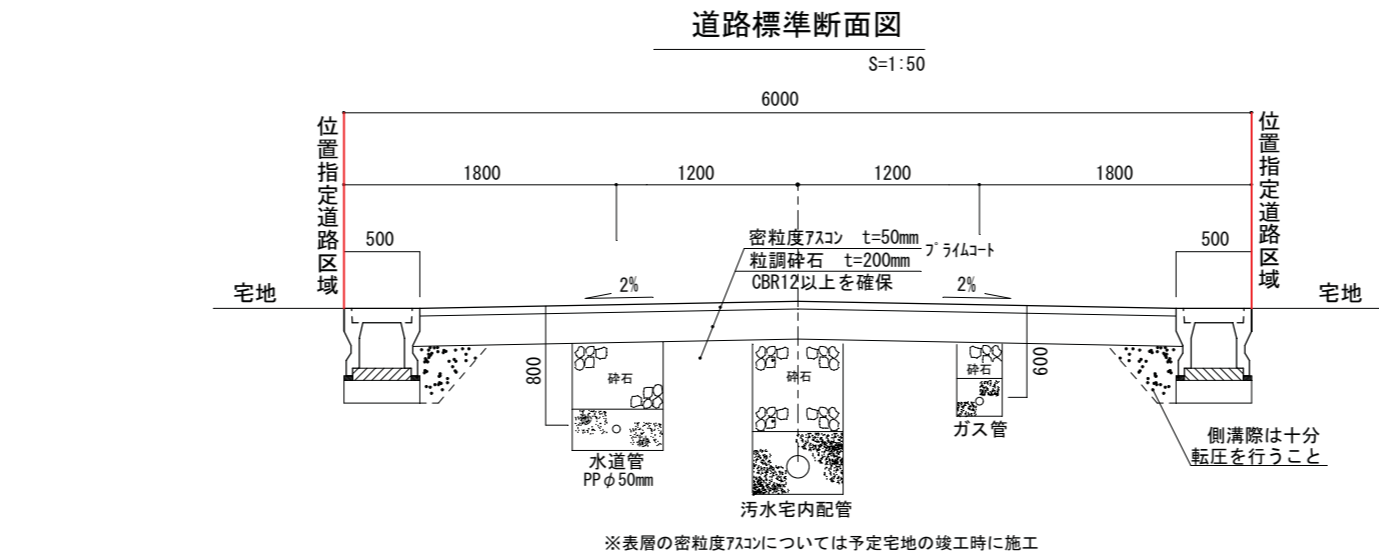 道路標準断面図
S=1:50
6000
位置指定道路区域
位置指定道路区域
1800
1200
1200
1800
500
500
密粒度ｱｽｺﾝ t=50mm
ﾌﾟﾗｲﾑｺｰﾄ
粒調砕石 t=200mm
CBR12以上を確保
宅地
2%
2%
宅地
800
600
砕石
砕石
砕石
ガス管
側溝際は十分
転圧を行うこと
水道管
PPφ50mm
汚水宅内配管
※表層の密粒度ｱｽｺﾝについては予定宅地の竣工時に施工